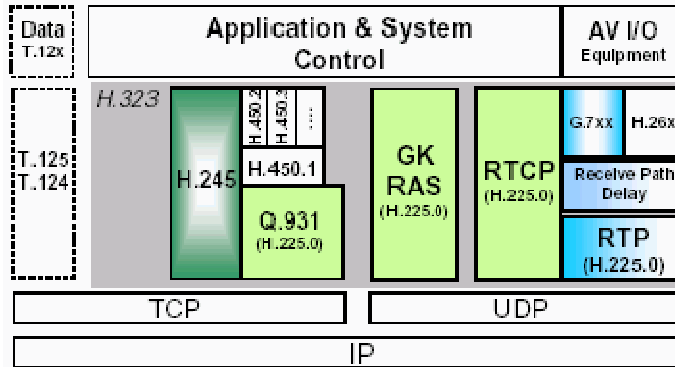 Data
T.12x
Application & System
Control
AV I/O
Equipment
H.323
T..125
T..124
H.245
H.450.2
H.450.3
....
H.450.1
Q.931
(H.225.0)
GK
RAS
(H.225.0)
RTCP
(H.225.0)
G.7xx
H.26x
Receive Path
Delay
RTP
(H.225.0)
TCP
UDP
IP